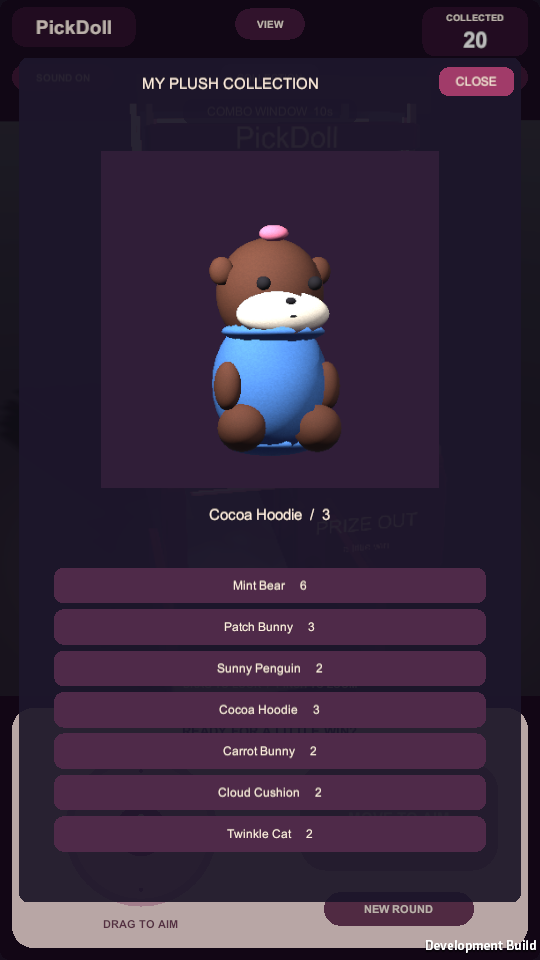 PickDoll
VIEW
COLLECTED
20
SOUND ON
MY PLUSH COLLECTION
CLOSE
COMBO WINDOW 10s
PickDoll
Cocoa Hoodie / 3
PRIZE OUT
Mint Bear 6
Patch Bunny 3
Sunny Penguin 2
Cocoa Hoodie 3
Carrot Bunny 2
Cloud Cushion 2
Twinkle Cat 2
NEW ROUND
DRAG TO AIM
Development Build